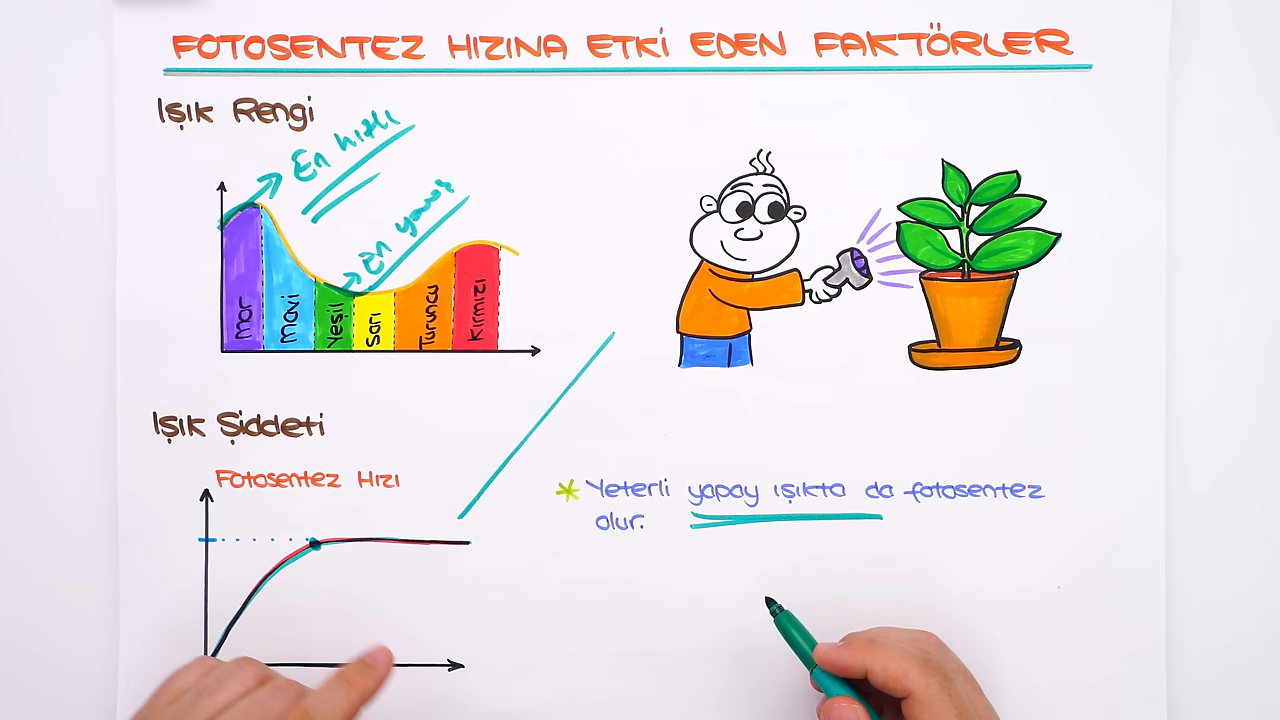 FOTOSENTEZ HIZINA ETKİ EDEN FAKTÖRLER
Işık Rengi
En hızlı
En yavaş
Mor
Mavi
Yeşil
Sarı
Turuncu
Kırmızı
Işık Şiddeti
Fotosentez Hızı
* Yeterli yapay ışıkta da fotosentez
olur.